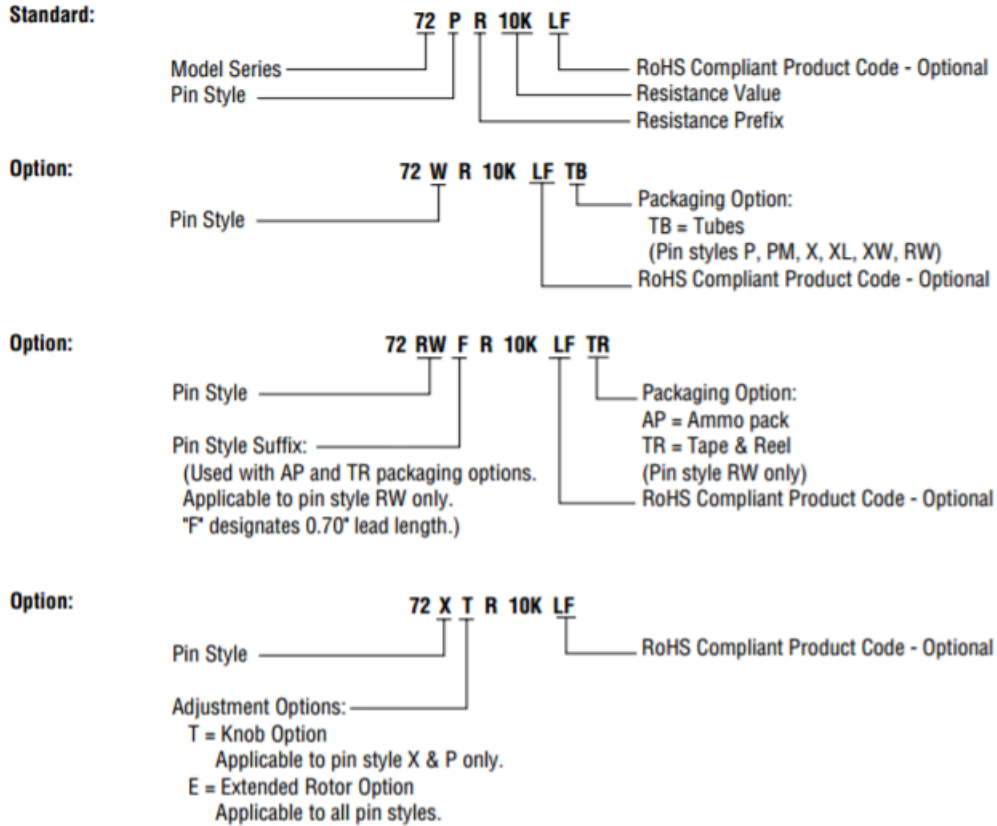 Standard:
72 P R 10K LF
Model Series
RoHS Compliant Product Code - Optional
Pin Style
Resistance Value
Resistance Prefix
Option:
72 W R 10K LF TB
Pin Style
Packaging Option:
TB = Tubes
(Pin styles P, PM, X, XL, XW, RW)
RoHS Compliant Product Code - Optional
Option:
72 RW F R 10K LF TR
Pin Style
Packaging Option:
AP = Ammo pack
TR = Tape & Reel
(Pin style RW only)
RoHS Compliant Product Code - Optional
Pin Style Suffix:
(Used with AP and TR packaging options.
Applicable to pin style RW only.
"F" designates 0.70" lead length.)
Option:
72 X T R 10K LF
Pin Style
RoHS Compliant Product Code - Optional
Adjustment Options:
T = Knob Option
Applicable to pin style X & P only.
E = Extended Rotor Option
Applicable to all pin styles.